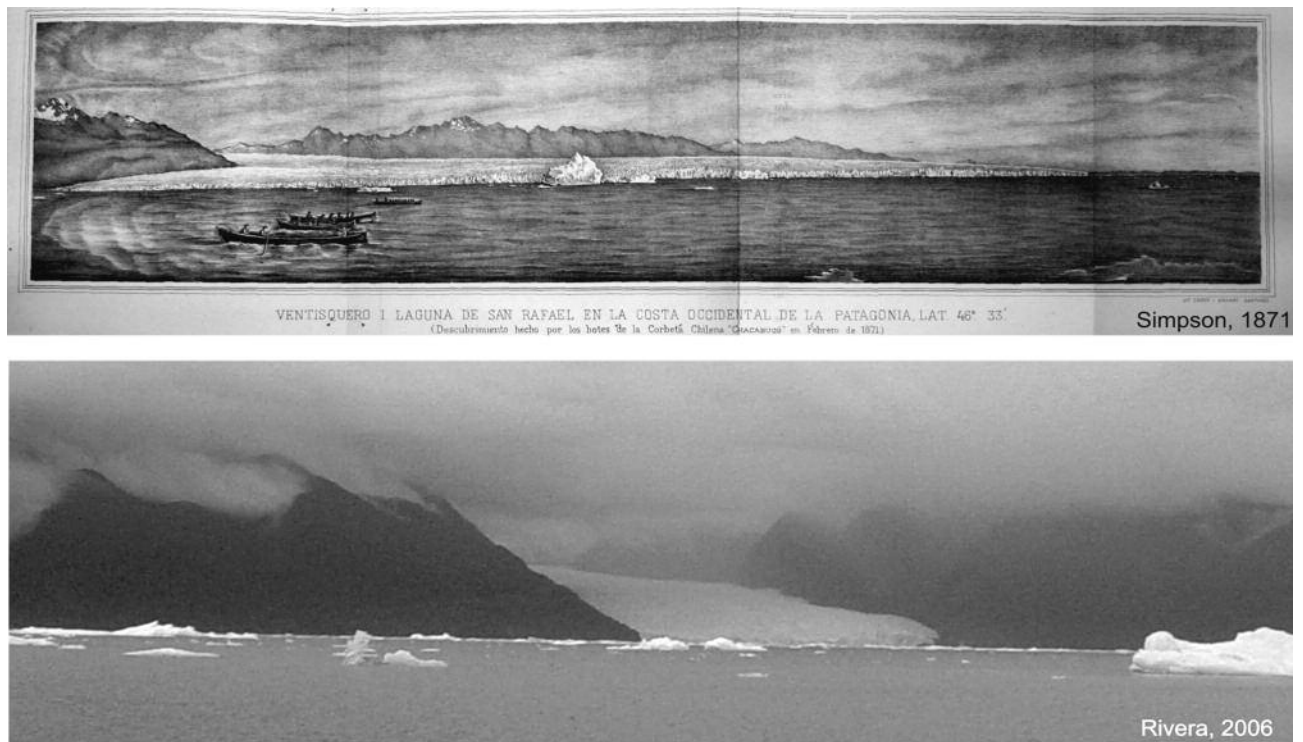 VENTISQUERO I LAGUNA DE SAN RAFAEL EN LA COSTA OCCIDENTAL DE LA PATAGONIA, LAT. 46° 33'
(Descubrimiento hecho por los botes de la Corbeta Chilena "CHACABUCO" en Febrero de 1871)
Simpson, 1871
Rivera, 2006